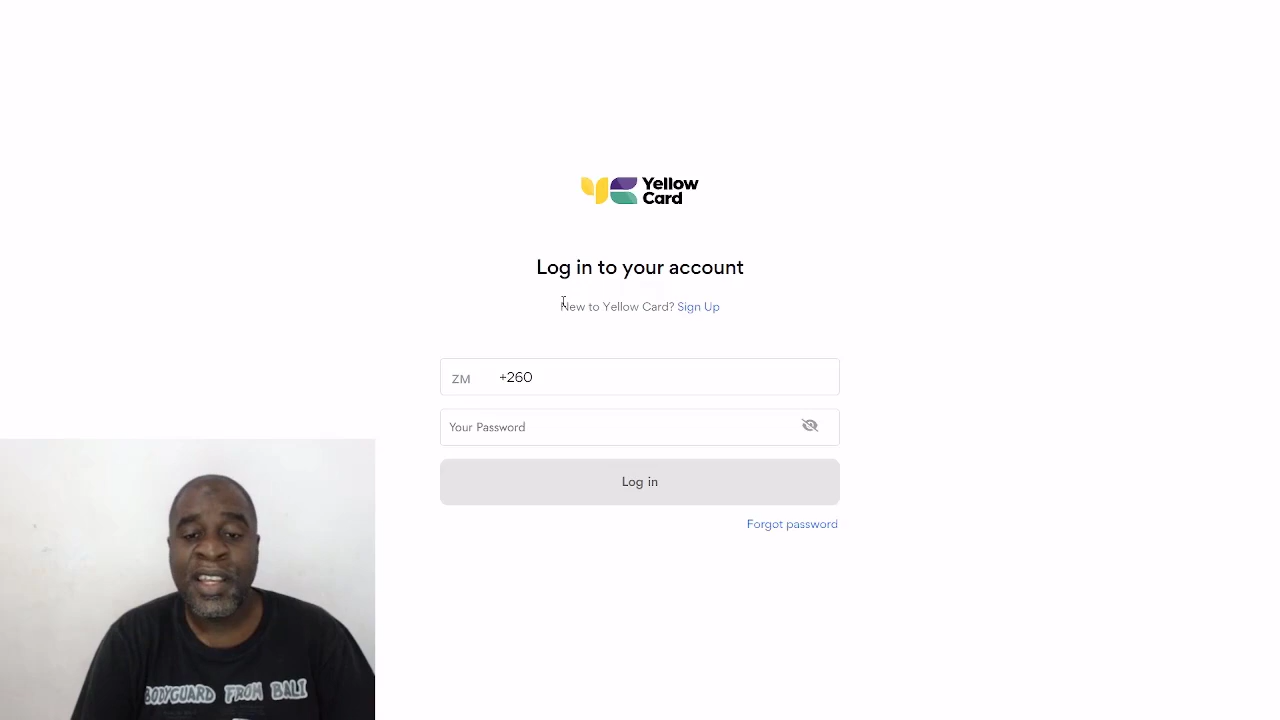 Yellow
Card
Log in to your account
New to Yellow Card? Sign Up
ZM +260
Your Password
Log in
Forgot password
BODYGUARD FROM BALI